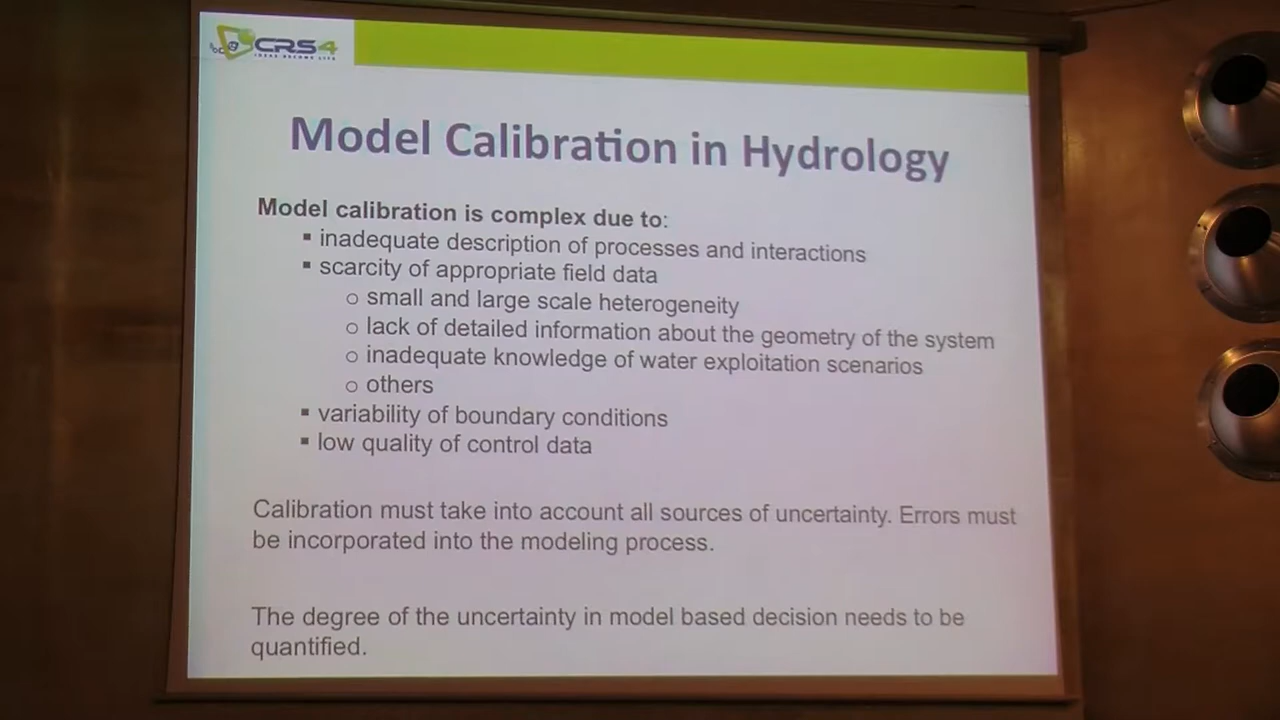 CRS4
IDEAS BECOME LIFE
Model Calibration in Hydrology
Model calibration is complex due to:
▪ inadequate description of processes and interactions
▪ scarcity of appropriate field data
o small and large scale heterogeneity
o lack of detailed information about the geometry of the system
o inadequate knowledge of water exploitation scenarios
o others
▪ variability of boundary conditions
▪ low quality of control data
Calibration must take into account all sources of uncertainty. Errors must
be incorporated into the modeling process.
The degree of the uncertainty in model based decision needs to be
quantified.